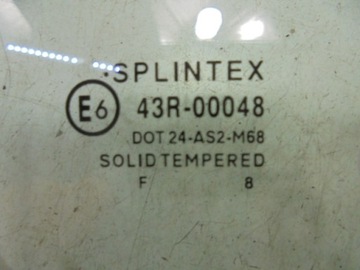 SPLINTEX
E6 43R-00048
DOT 24-AS2-M68
SOLID TEMPERED
F 8